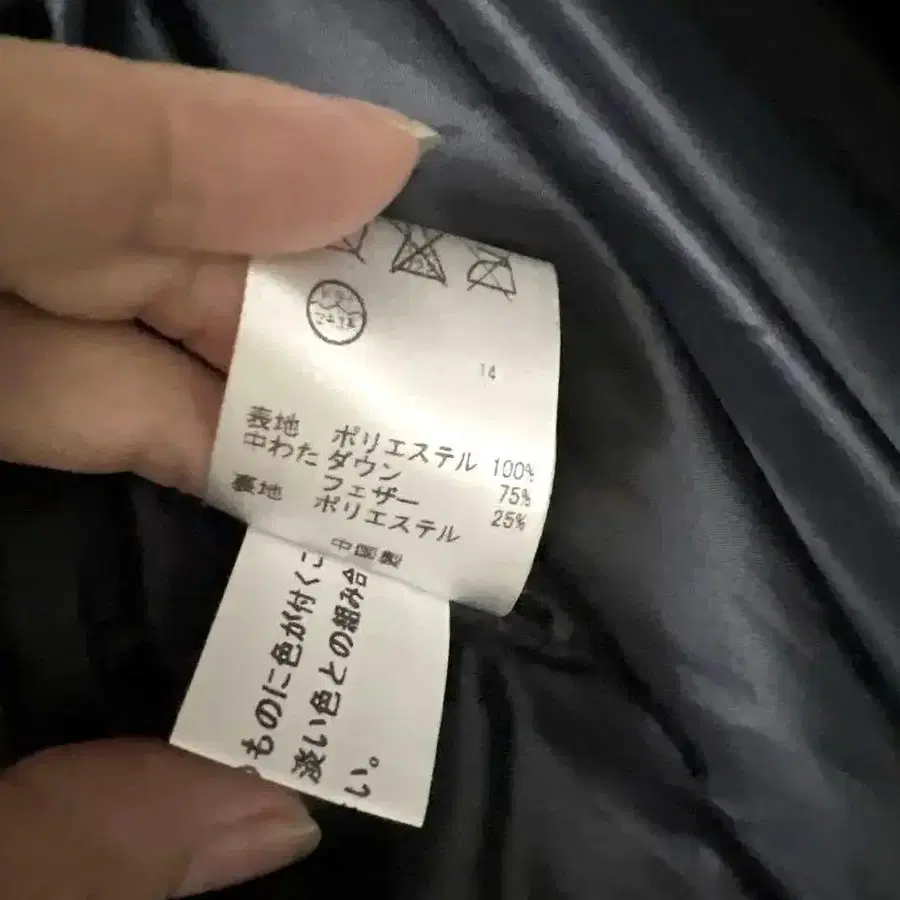 14
表地 ポリエステル 100%
中わた ダウン 75%
フェザー 25%
裏地 ポリエステル
中国製
ものに色が付くこ
淡い色との組み合
い。